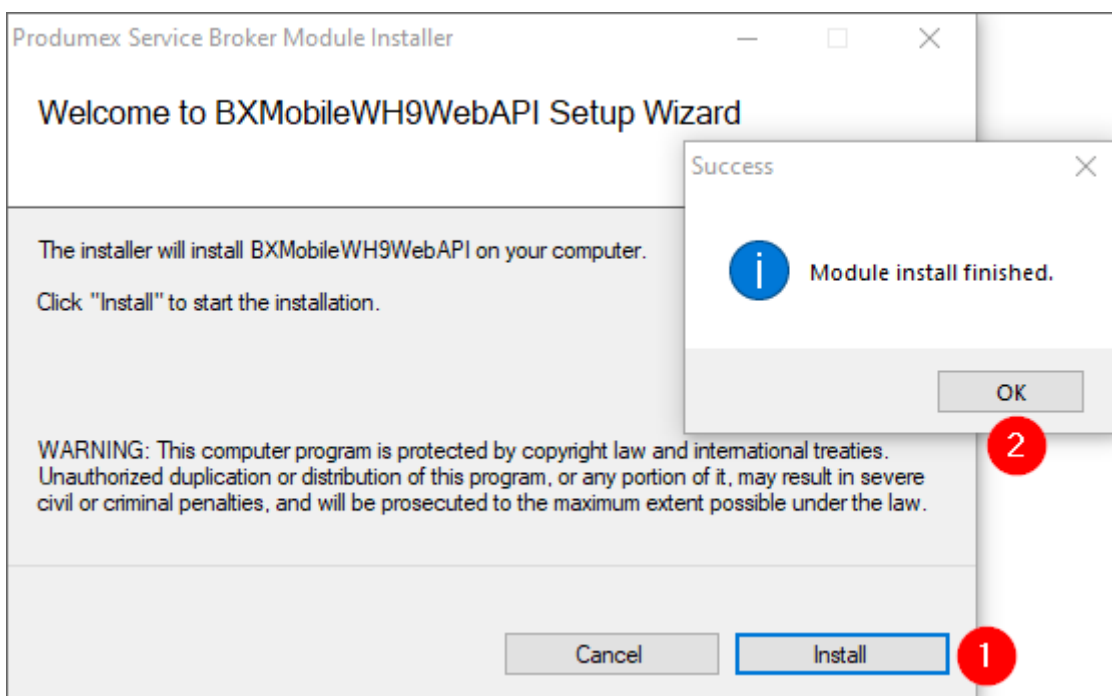 Produmex Service Broker Module Installer
Welcome to BXMobileWH9WebAPI Setup Wizard
Success
The installer will install BXMobileWH9WebAPI on your computer.
Click "Install" to start the installation.
i
Module install finished.
OK
2
WARNING: This computer program is protected by copyright law and international treaties.
Unauthorized duplication or distribution of this program, or any portion of it, may result in severe
civil or criminal penalties, and will be prosecuted to the maximum extent possible under the law.
Cancel
Install
1